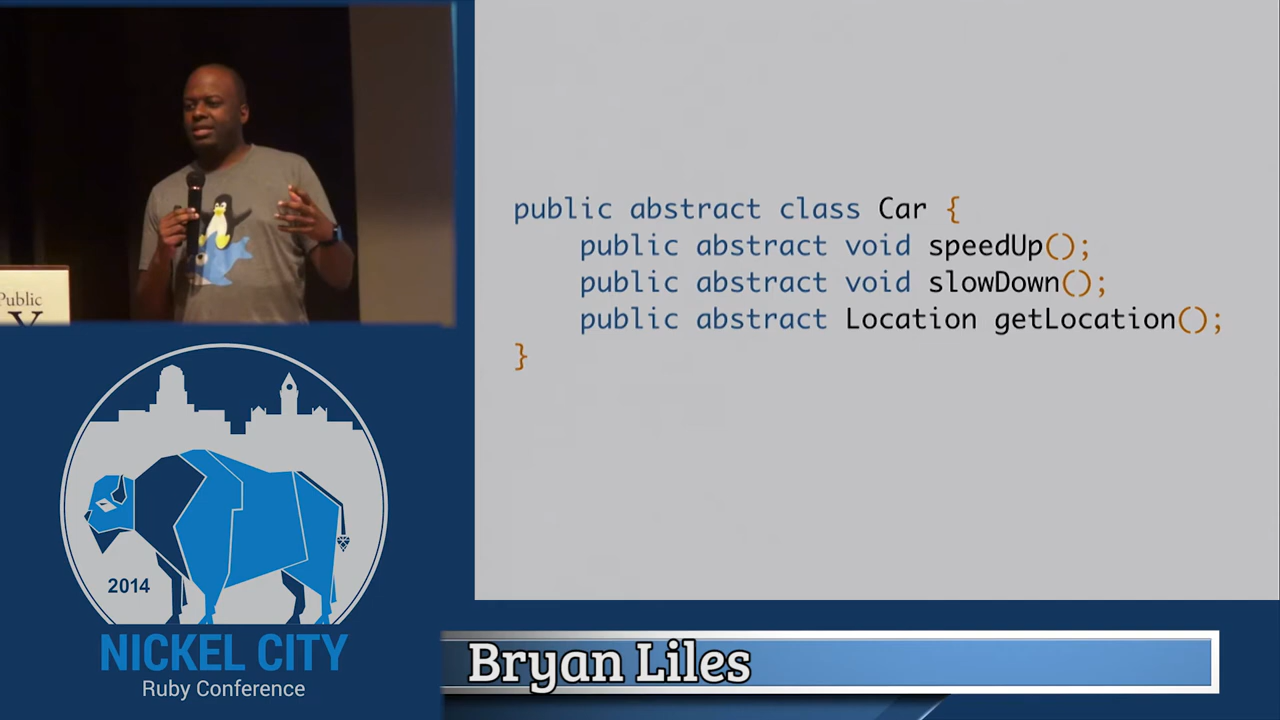 Public
public abstract class Car {
public abstract void speedUp();
public abstract void slowDown();
public abstract Location getLocation();
}
2014
NICKEL CITY
Ruby Conference
Bryan Liles